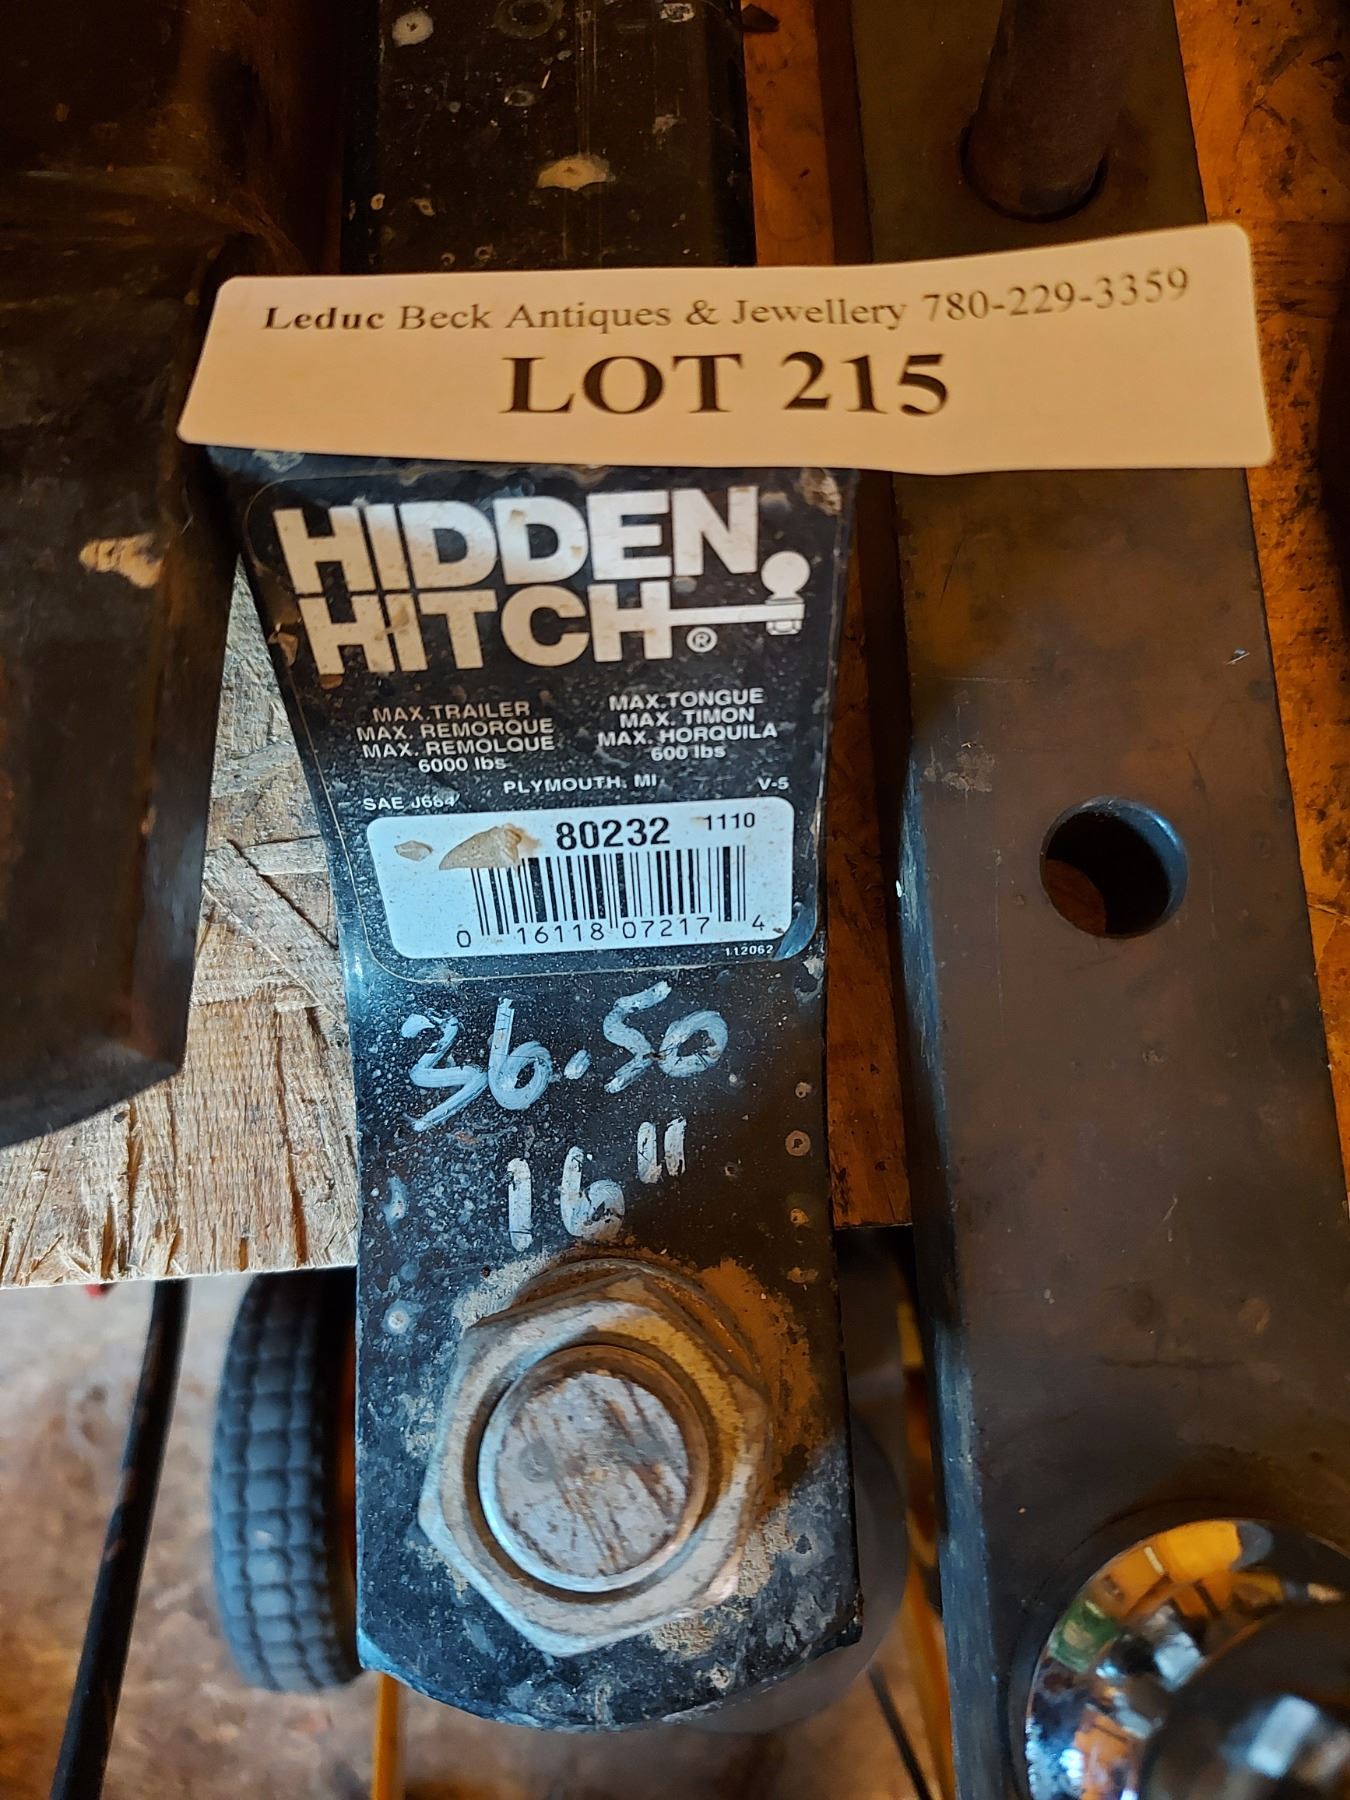 Leduc Beck Antiques & Jewellery 780-229-3359
LOT 215
HIDDEN
HITCH®
MAX. TRAILER
MAX. REMORQUE
MAX. REMOLQUE
6000 lbs
MAX. TONGUE
MAX. TIMON
MAX. HORQUILA
600 lbs
SAE J684 PLYMOUTH, MI V-5
80232 1110
0 16118 07217 4
112062
36.50
16"